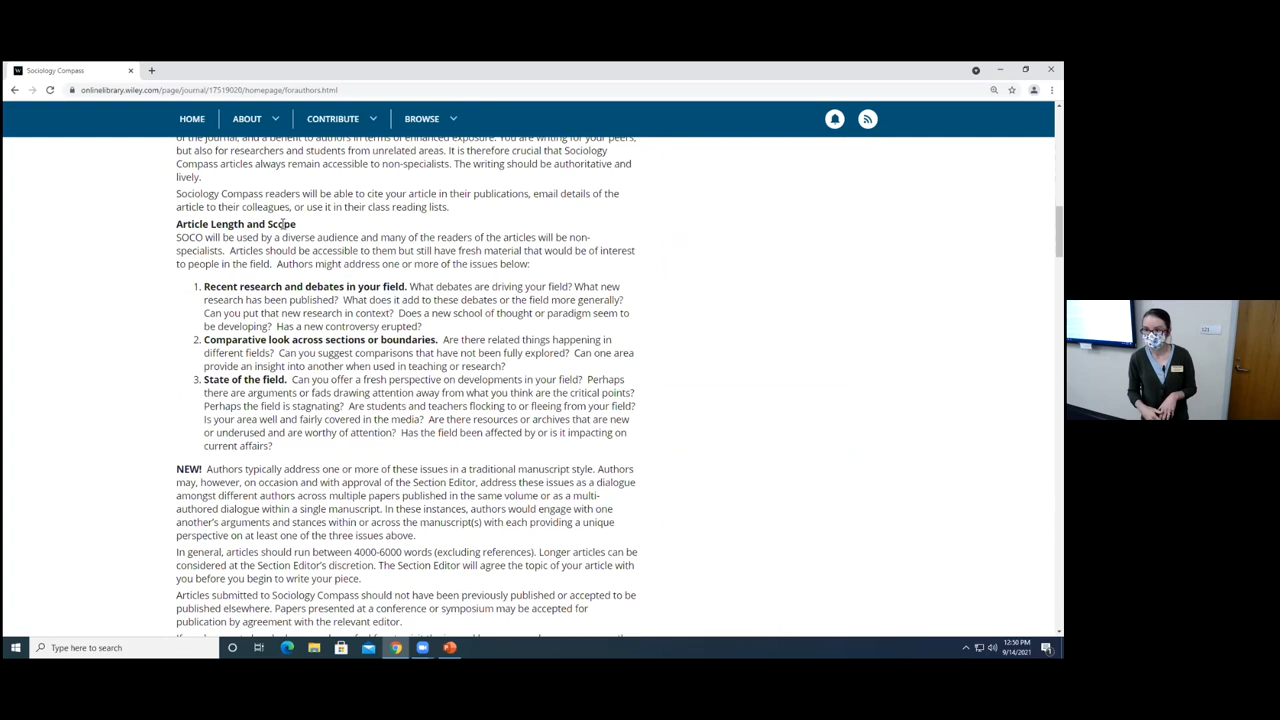 Sociology Compass
onlinelibrary.wiley.com/page/journal/17519020/homepage/forauthors.html
HOME ABOUT CONTRIBUTE BROWSE
of the journal, and a benefit to authors in terms of enhanced exposure. You are writing for your peers,
but also for researchers and students from unrelated areas. It is therefore crucial that Sociology
Compass articles always remain accessible to non-specialists. The writing should be authoritative and
lively.
Sociology Compass readers will be able to cite your article in their publications, email details of the
article to their colleagues, or use it in their class reading lists.
Article Length and Scope
SOCO will be used by a diverse audience and many of the readers of the articles will be non-
specialists. Articles should be accessible to them but still have fresh material that would be of interest
to people in the field. Authors might address one or more of the issues below:
1. Recent research and debates in your field. What debates are driving your field? What new
research has been published? What does it add to these debates or the field more generally?
Can you put that new research in context? Does a new school of thought or paradigm seem to
be developing? Has a new controversy erupted?
2. Comparative look across sections or boundaries. Are there related things happening in
different fields? Can you suggest comparisons that have not been fully explored? Can one area
provide an insight into another when used in teaching or research?
3. State of the field. Can you offer a fresh perspective on developments in your field? Perhaps
there are arguments or fads drawing attention away from what you think are the critical points?
Perhaps the field is stagnating? Are students and teachers flocking to or fleeing from your field?
Is your area well and fairly covered in the media? Are there resources or archives that are new
or underused and are worthy of attention? Has the field been affected by or is it impacting on
current affairs?
NEW! Authors typically address one or more of these issues in a traditional manuscript style. Authors
may, however, on occasion and with approval of the Section Editor, address these issues as a dialogue
amongst different authors across multiple papers published in the same volume or as a multi-
authored dialogue within a single manuscript. In these instances, authors would engage with one
another's arguments and stances within or across the manuscript(s) with each providing a unique
perspective on at least one of the three issues above.
In general, articles should run between 4000-6000 words (excluding references). Longer articles can be
considered at the Section Editor's discretion. The Section Editor will agree the topic of your article with
you before you begin to write your piece.
Articles submitted to Sociology Compass should not have been previously published or accepted to be
published elsewhere. Papers presented at a conference or symposium may be accepted for
publication by agreement with the relevant editor.
Type here to search
12:50 PM
9/14/2021